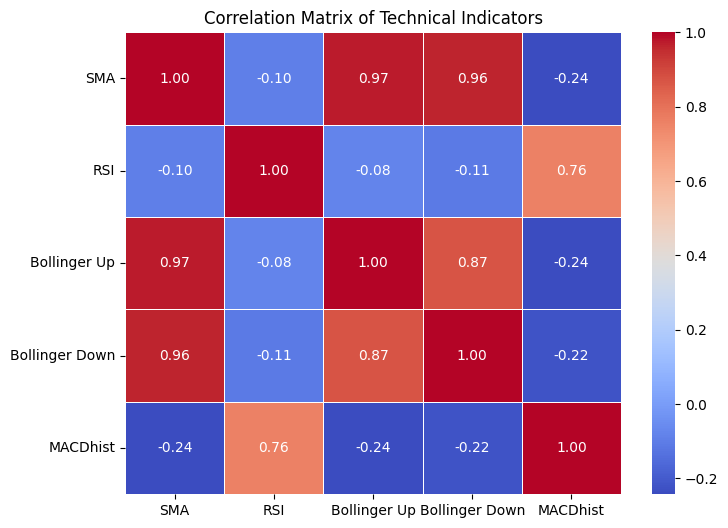 Correlation Matrix of Technical Indicators
SMA 1.00 -0.10 0.97 0.96 -0.24
RSI -0.10 1.00 -0.08 -0.11 0.76
Bollinger Up 0.97 -0.08 1.00 0.87 -0.24
Bollinger Down 0.96 -0.11 0.87 1.00 -0.22
MACDhist -0.24 0.76 -0.24 -0.22 1.00
SMA RSI Bollinger Up Bollinger Down MACDhist
1.0
0.8
0.6
0.4
0.2
0.0
−0.2